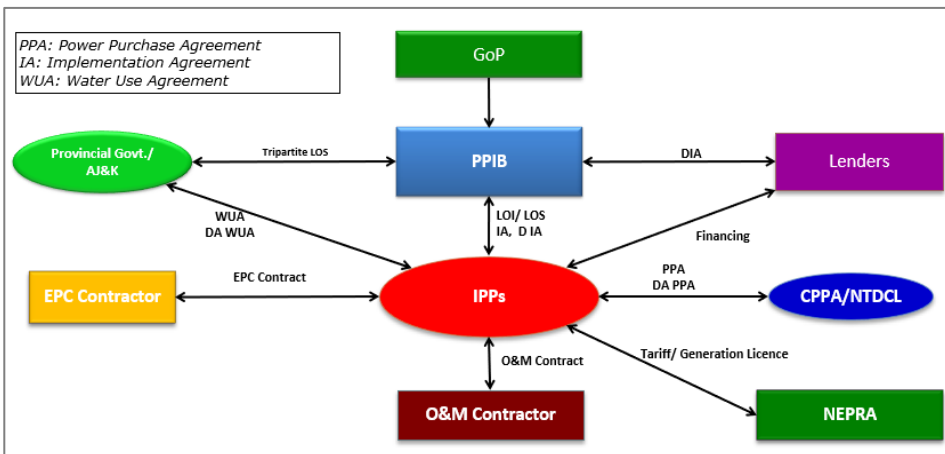 PPA: Power Purchase Agreement
IA: Implementation Agreement
WUA: Water Use Agreement
GoP
Provincial Govt./
AJ&K
Tripartite LOS
PPIB
DIA
Lenders
WUA
DA WUA
LOI/ LOS
IA, D IA
Financing
EPC Contractor
EPC Contract
IPPs
PPA
DA PPA
CPPA/NTDCL
O&M Contract
Tariff/ Generation Licence
O&M Contractor
NEPRA